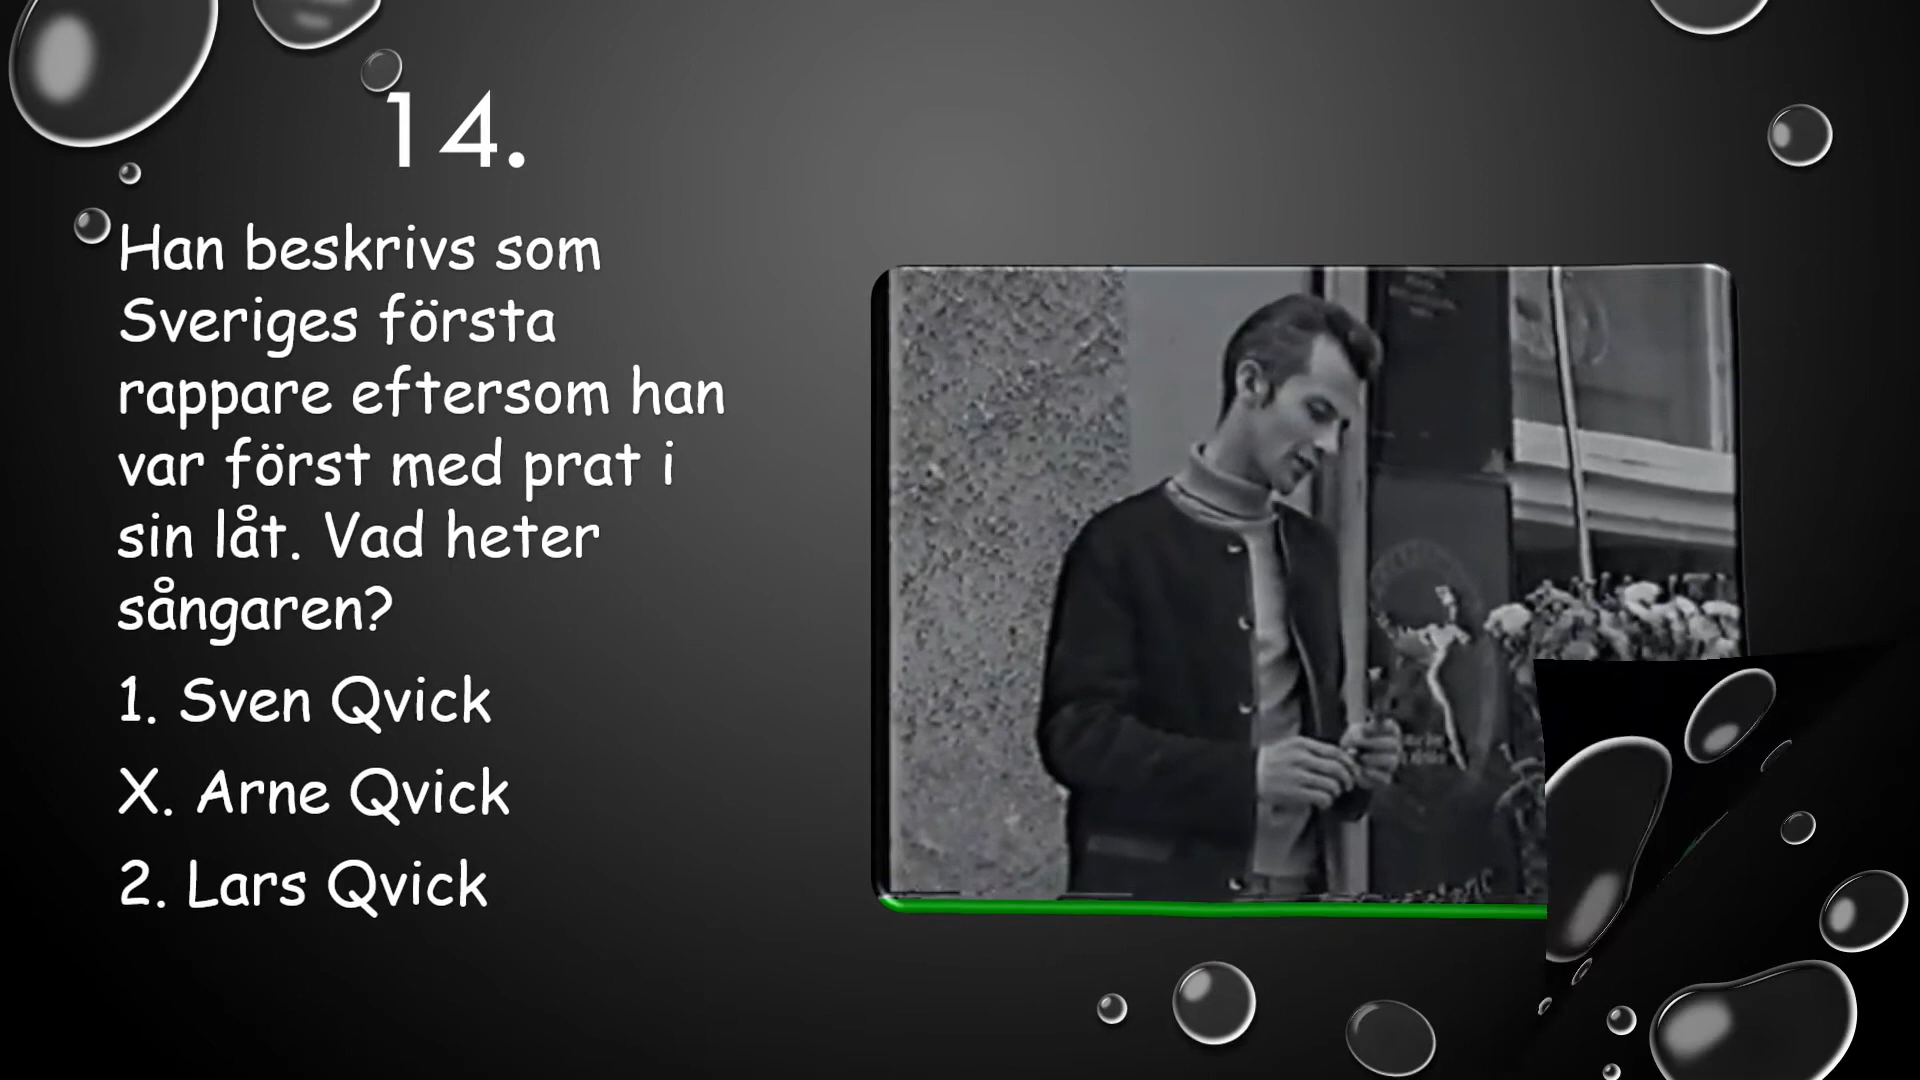 14.
Han beskrivs som
Sveriges första
rappare eftersom han
var först med prat i
sin låt. Vad heter
sångaren?
1. Sven Qvick
X. Arne Qvick
2. Lars Qvick